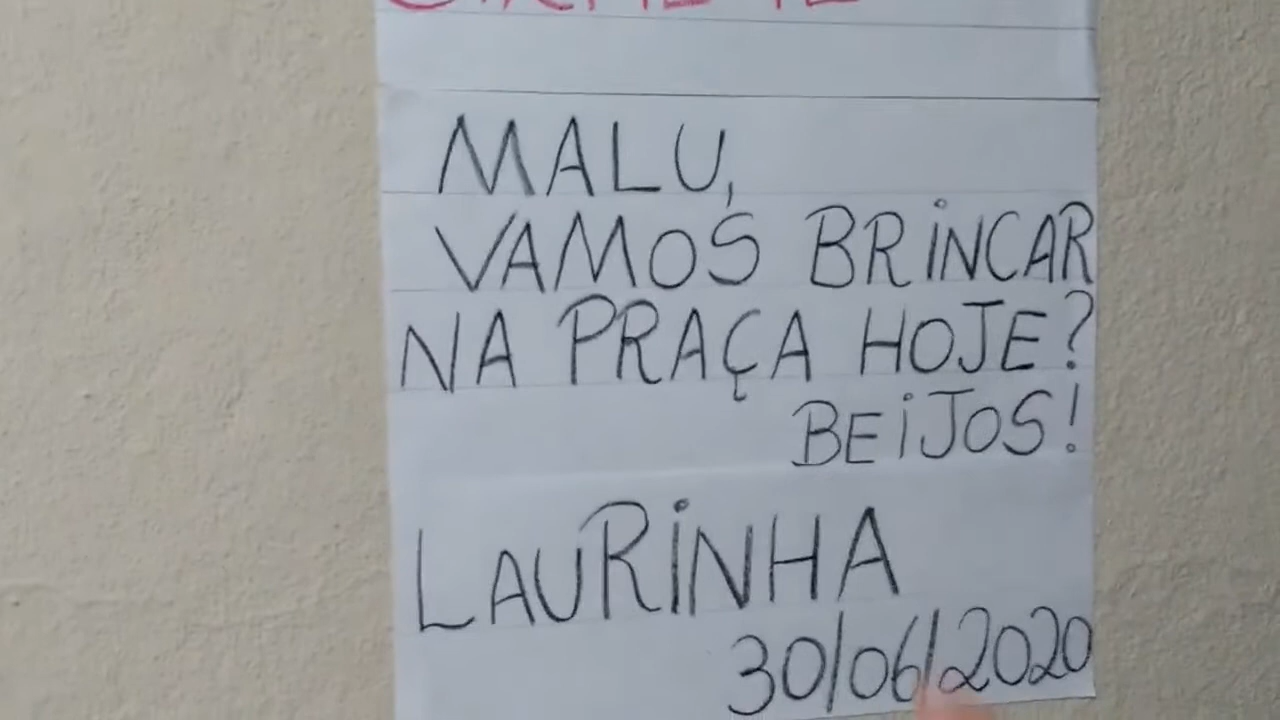 MALU,
VAMOS BRINCAR
NA PRAÇA HOJE?
BEIJOS!
LAURINHA
30/06/2020